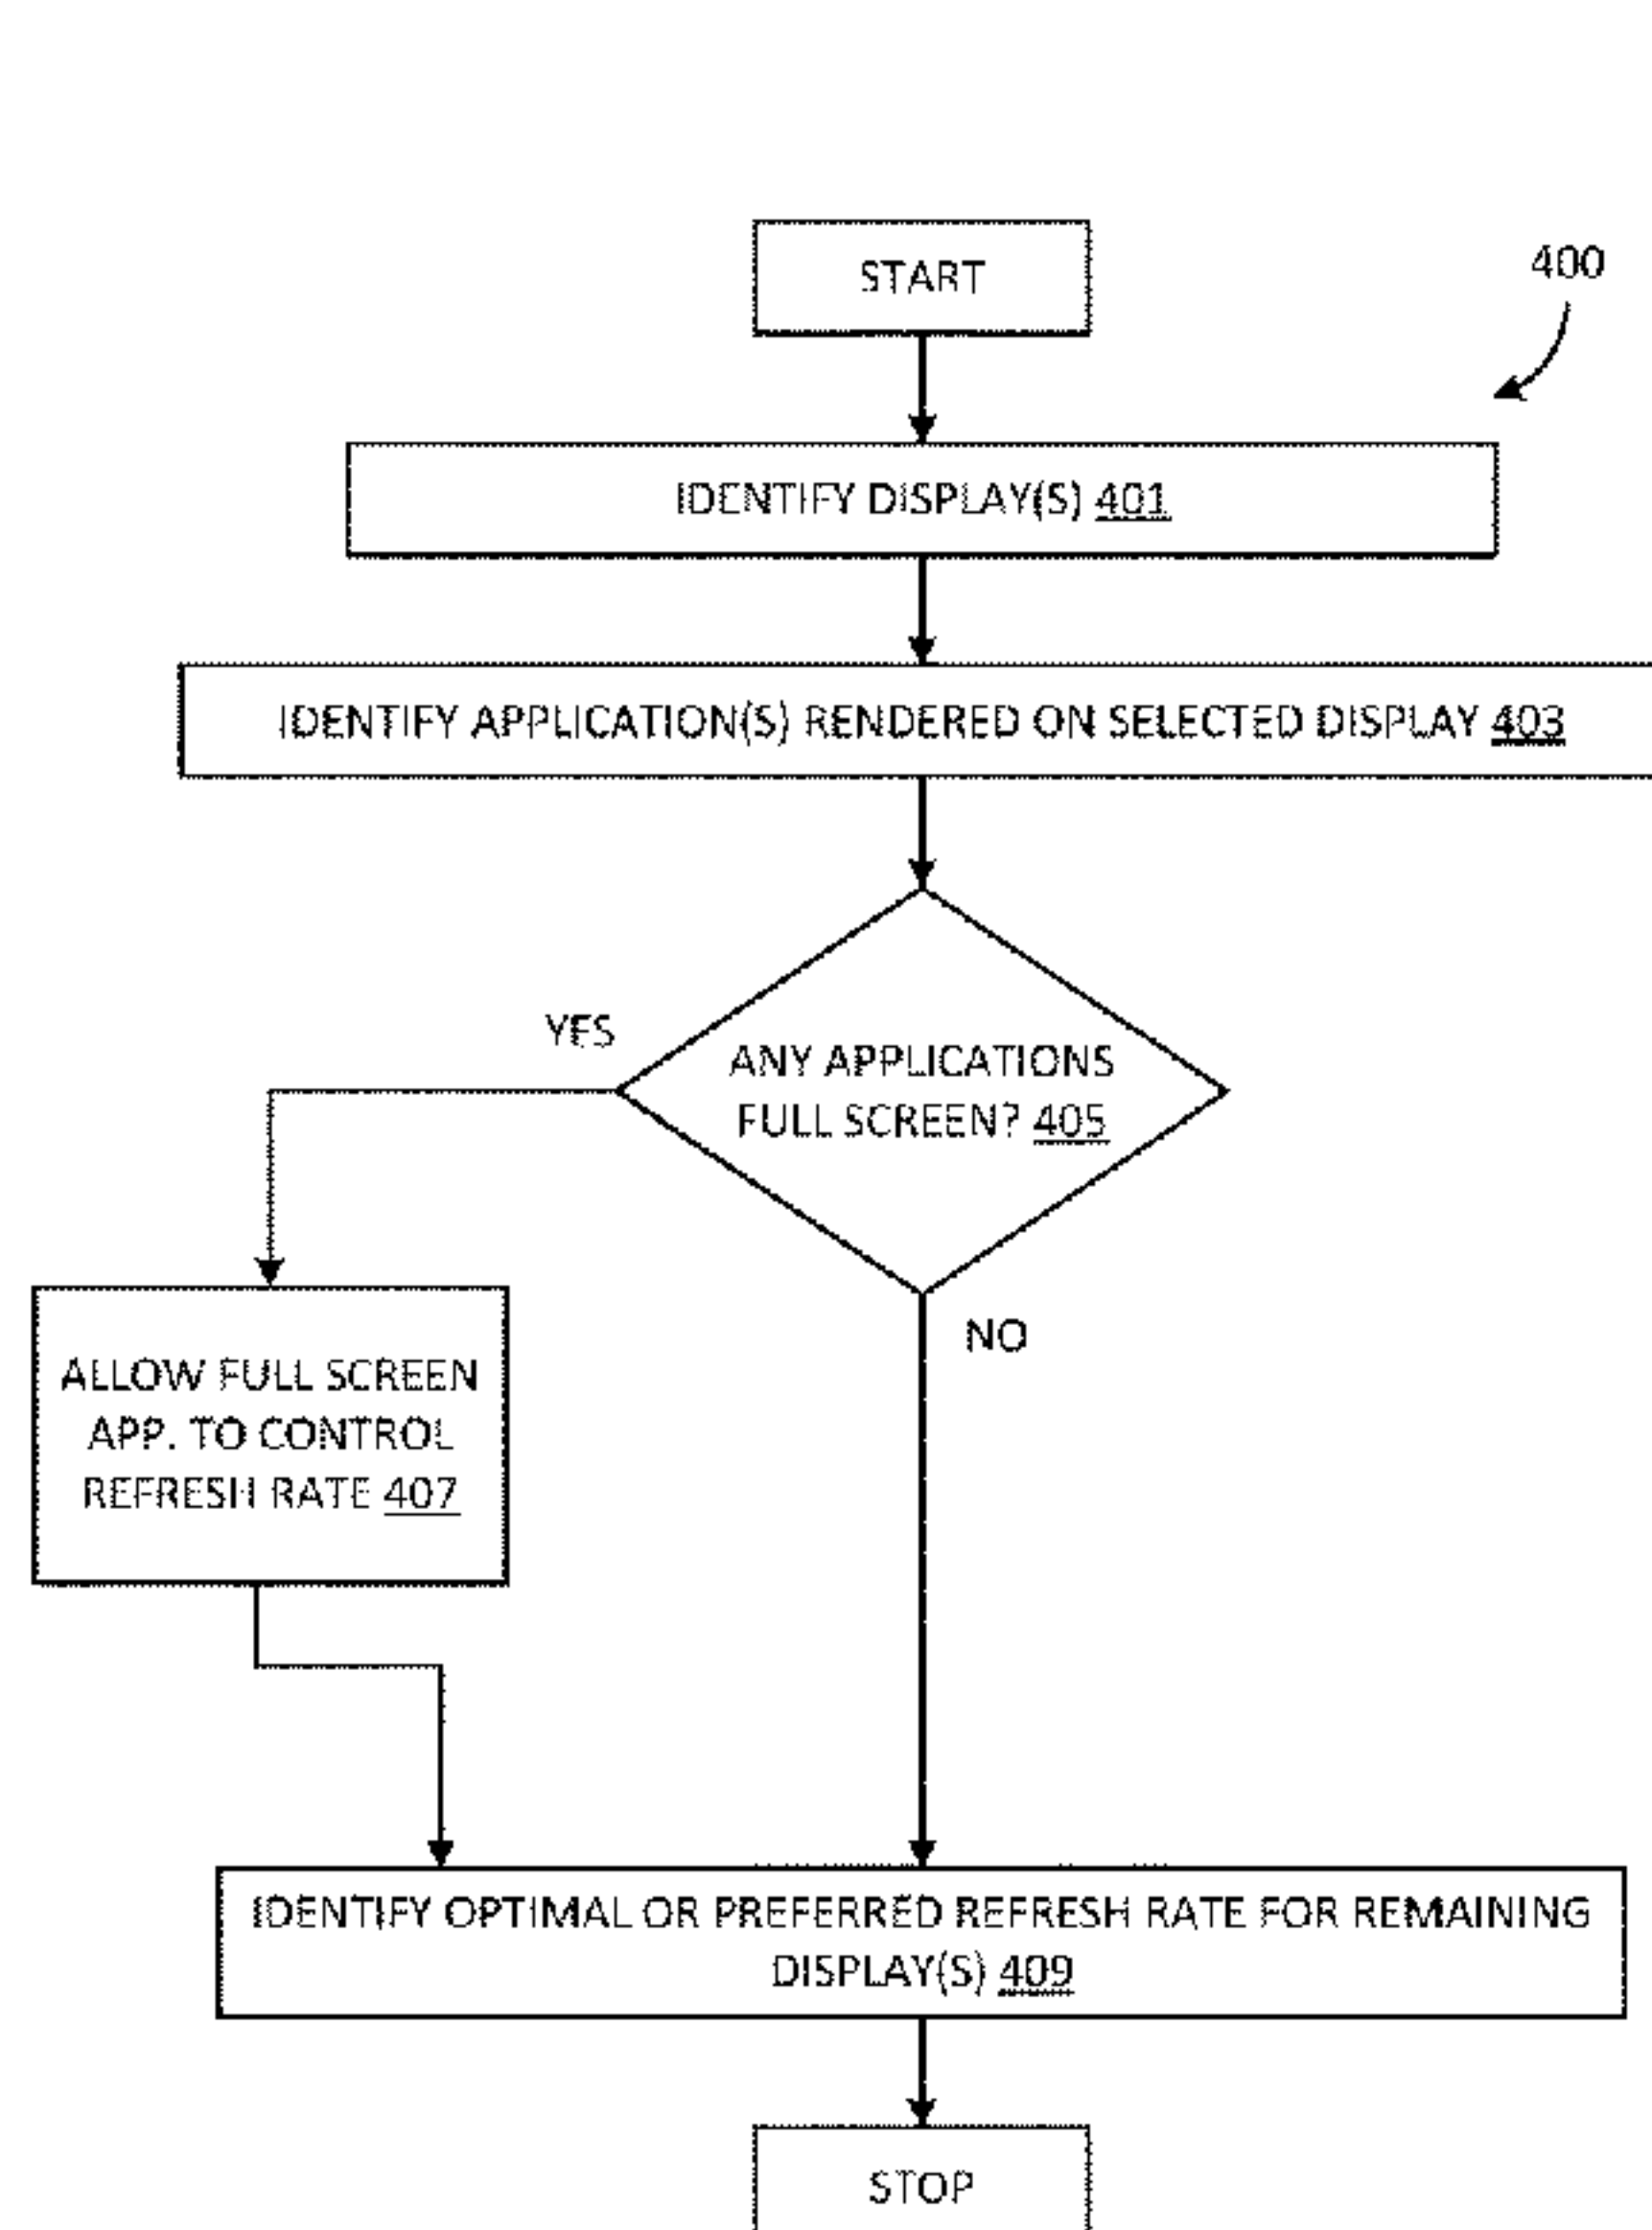 START
400
IDENTIFY DISPLAY(S) 401
IDENTIFY APPLICATION(S) RENDERED ON SELECTED DISPLAY 403
YES
ANY APPLICATIONS
FULL SCREEN? 405
NO
ALLOW FULL SCREEN
APP. TO CONTROL
REFRESH RATE 407
IDENTIFY OPTIMAL OR PREFERRED REFRESH RATE FOR REMAINING
DISPLAY(S) 409
STOP